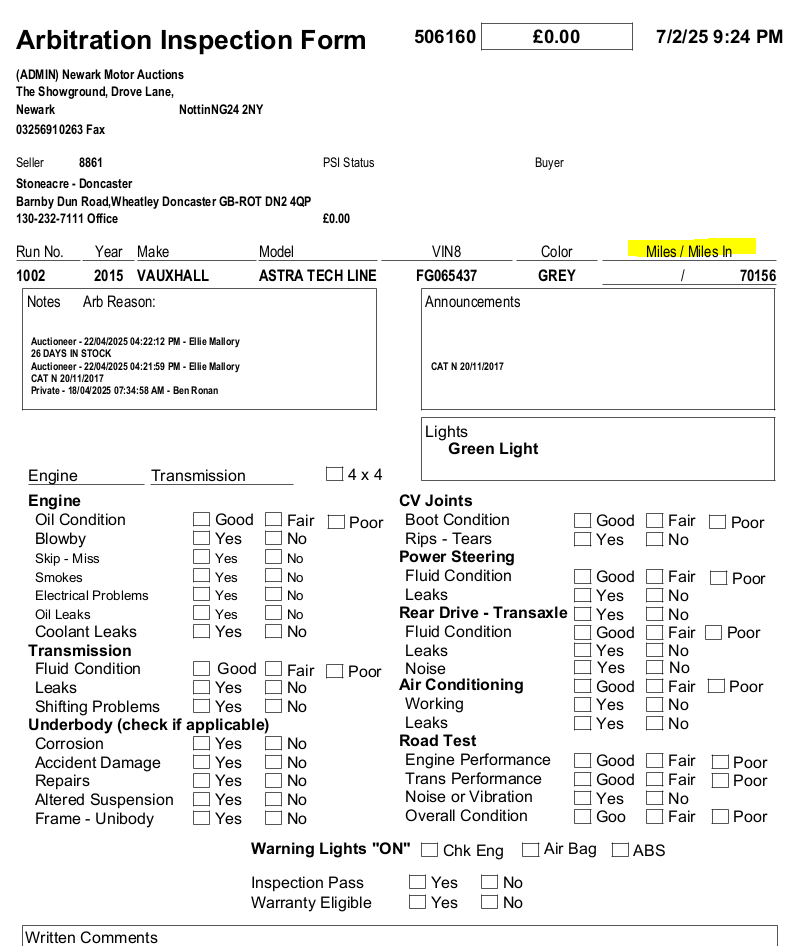 Arbitration Inspection Form 506160 £0.00 7/2/25 9:24 PM
(ADMIN) Newark Motor Auctions
The Showground, Drove Lane,
Newark NottinNG24 2NY
03256910263 Fax
Seller 8861 PSI Status Buyer
Stoneacre - Doncaster
Barnby Dun Road,Wheatley Doncaster GB-ROT DN2 4QP
130-232-7111 Office £0.00
Run No. Year Make Model VIN8 Color Miles / Miles In
1002 2015 VAUXHALL ASTRA TECH LINE FG065437 GREY / 70156
Notes Arb Reason:
Auctioneer - 22/04/2025 04:22:12 PM - Ellie Mallory
26 DAYS IN STOCK
Auctioneer - 22/04/2025 04:21:59 PM - Ellie Mallory
CAT N 20/11/2017
Private - 18/04/2025 07:34:58 AM - Ben Ronan
Announcements
CAT N 20/11/2017
Lights
Green Light
Engine Transmission 4 x 4
Engine
Oil Condition Good Fair Poor
Blowby Yes No
Skip - Miss Yes No
Smokes Yes No
Electrical Problems Yes No
Oil Leaks Yes No
Coolant Leaks Yes No
Transmission
Fluid Condition Good Fair Poor
Leaks Yes No
Shifting Problems Yes No
Underbody (check if applicable)
Corrosion Yes No
Accident Damage Yes No
Repairs Yes No
Altered Suspension Yes No
Frame - Unibody Yes No
CV Joints
Boot Condition Good Fair Poor
Rips - Tears Yes No
Power Steering
Fluid Condition Good Fair Poor
Leaks Yes No
Rear Drive - Transaxle Yes No
Fluid Condition Good Fair Poor
Leaks Yes No
Noise Yes No
Air Conditioning Good Fair Poor
Working Yes No
Leaks Yes No
Road Test
Engine Performance Good Fair Poor
Trans Performance Good Fair Poor
Noise or Vibration Yes No
Overall Condition Goo Fair Poor
Warning Lights "ON" Chk Eng Air Bag ABS
Inspection Pass Yes No
Warranty Eligible Yes No
Written Comments